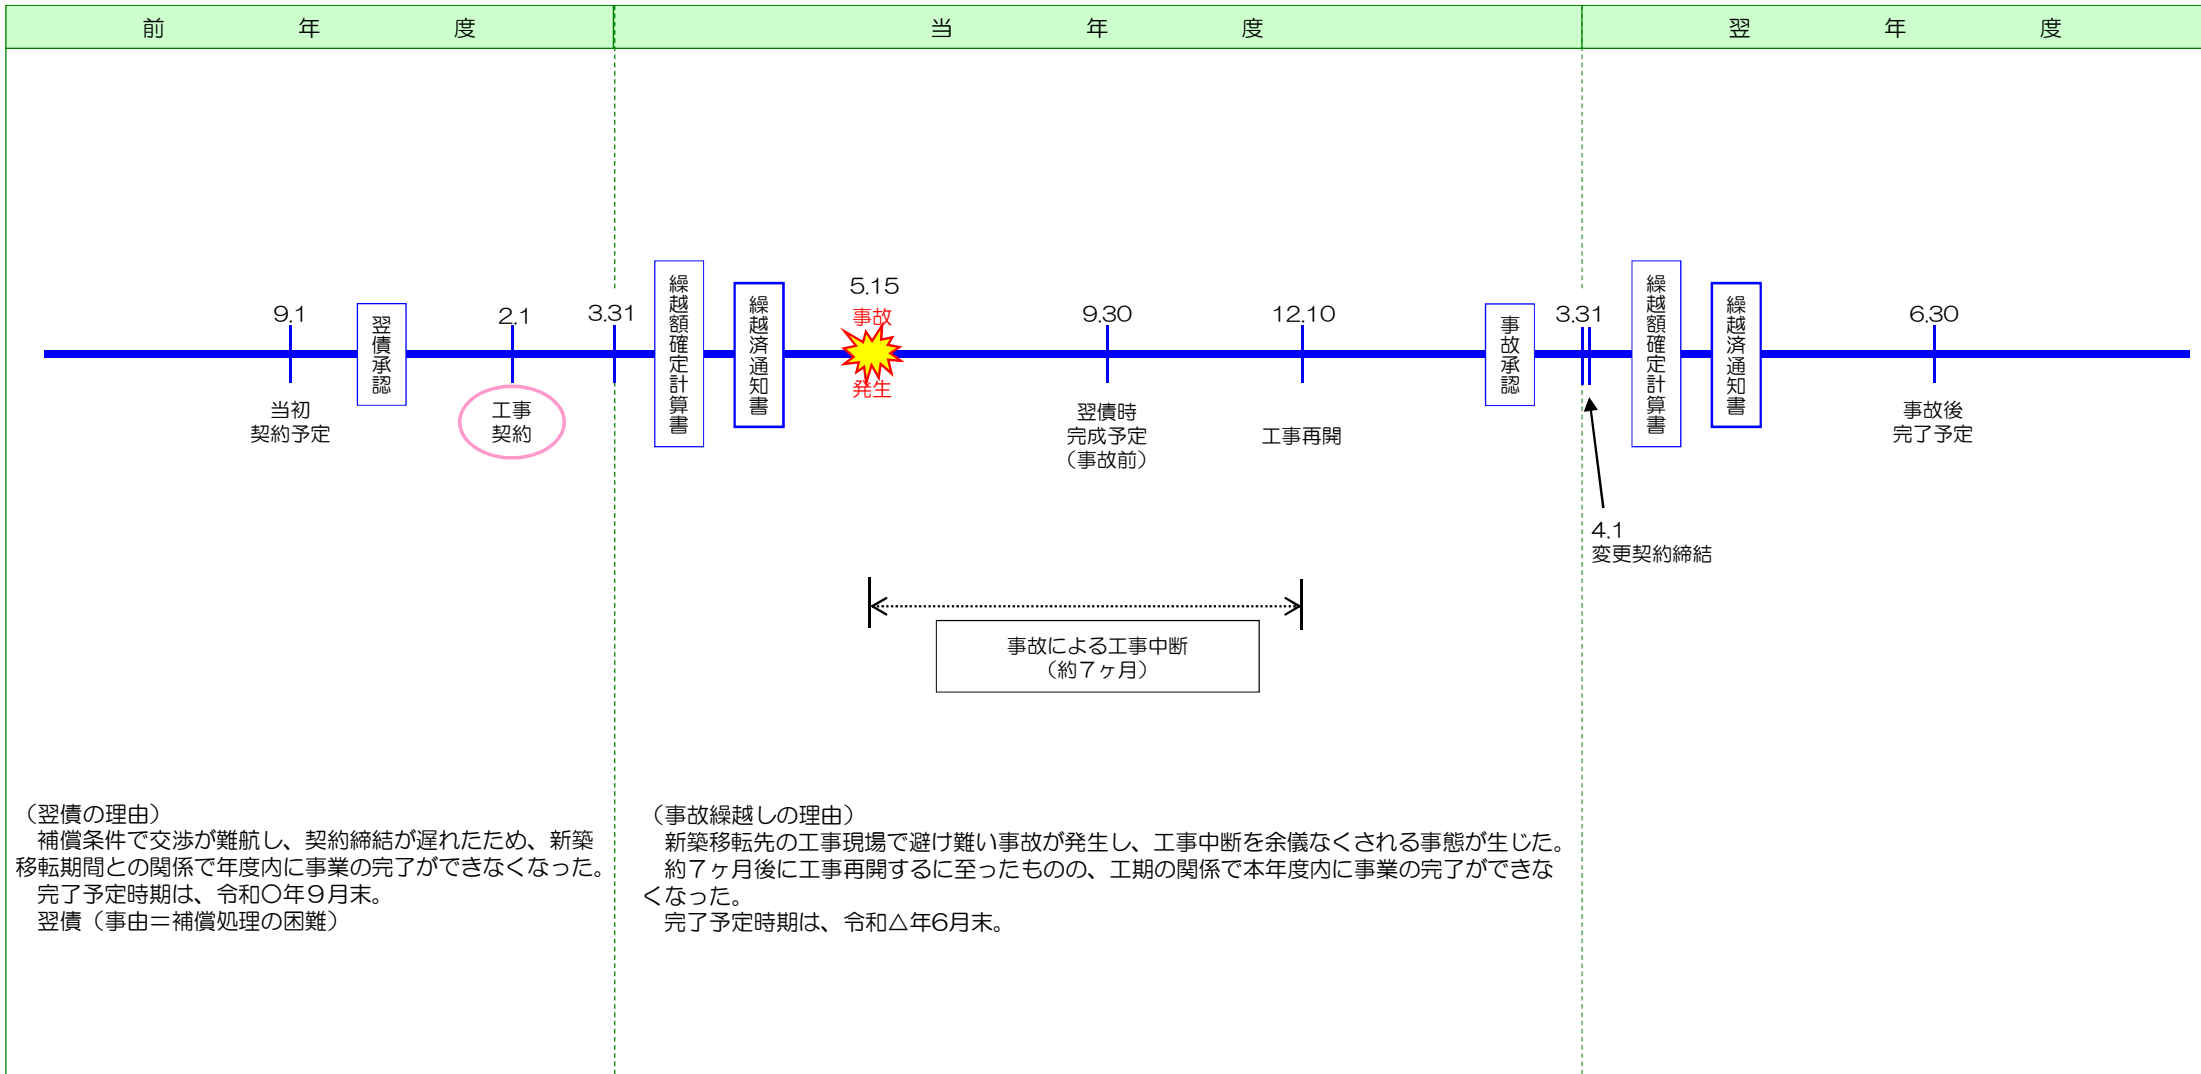 前年度
当年度
翌年度
9.1
当初
契約予定
翌債承認
2.1
工事
契約
3.31
繰越額確定計算書
繰越済通知書
5.15
事故
発生
9.30
翌債時
完成予定
（事故前）
12.10
工事再開
事故承認
3.31
4.1
変更契約締結
繰越額確定計算書
繰越済通知書
6.30
事故後
完了予定
事故による工事中断
（約７ヶ月）
（翌債の理由）
補償条件で交渉が難航し、契約締結が遅れたため、新築
移転期間との関係で年度内に事業の完了ができなくなった。
完了予定時期は、令和〇年９月末。
翌債（事由＝補償処理の困難）
（事故繰越しの理由）
新築移転先の工事現場で避け難い事故が発生し、工事中断を余儀なくされる事態が生じた。
約７ヶ月後に工事再開するに至ったものの、工期の関係で本年度内に事業の完了ができな
くなった。
完了予定時期は、令和△年6月末。